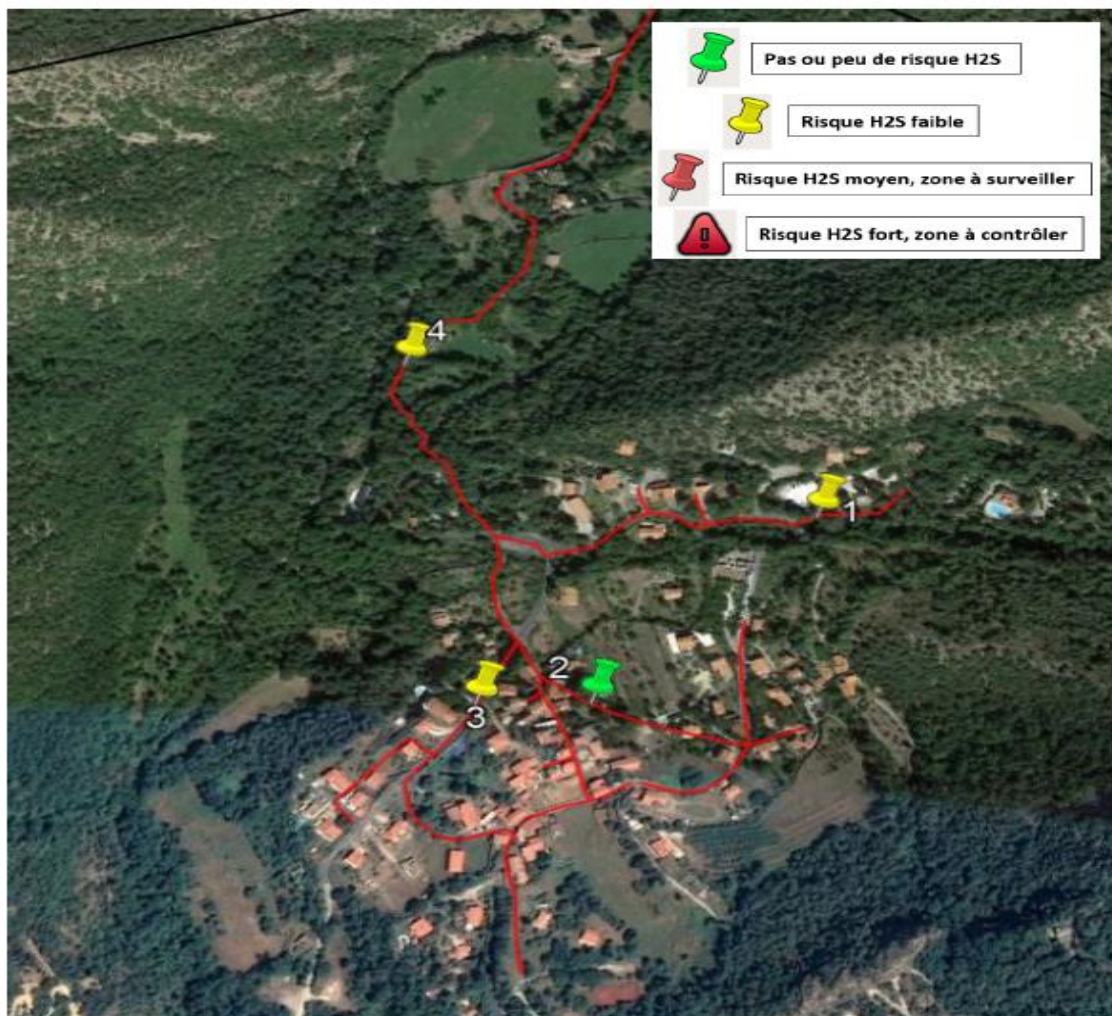 Pas ou peu de risque H2S
Risque H2S faible
Risque H2S moyen, zone à surveiller
Risque H2S fort, zone à contrôler
4
1
2
3